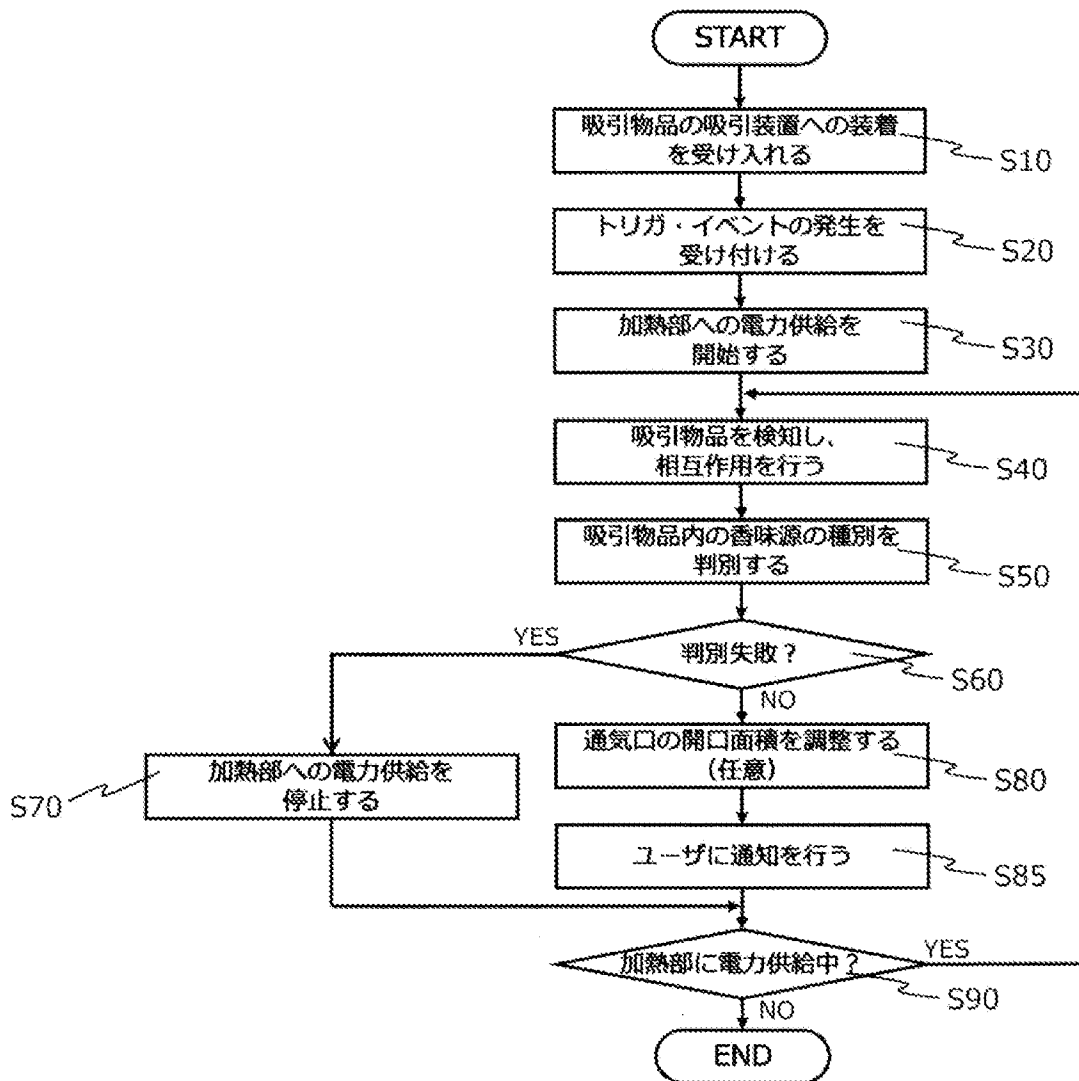 START
吸引物品の吸引装置への装着
を受け入れる
S10
トリガ・イベントの発生を
受け付ける
S20
加熱部への電力供給を
開始する
S30
吸引物品を検知し、
相互作用を行う
S40
吸引物品内の香味源の種別を
判別する
S50
YES
判別失敗？
S60
NO
通気口の開口面積を調整する
（任意）
S80
加熱部への電力供給を
停止する
S70
ユーザに通知を行う
S85
加熱部に電力供給中？
YES
S90
NO
END